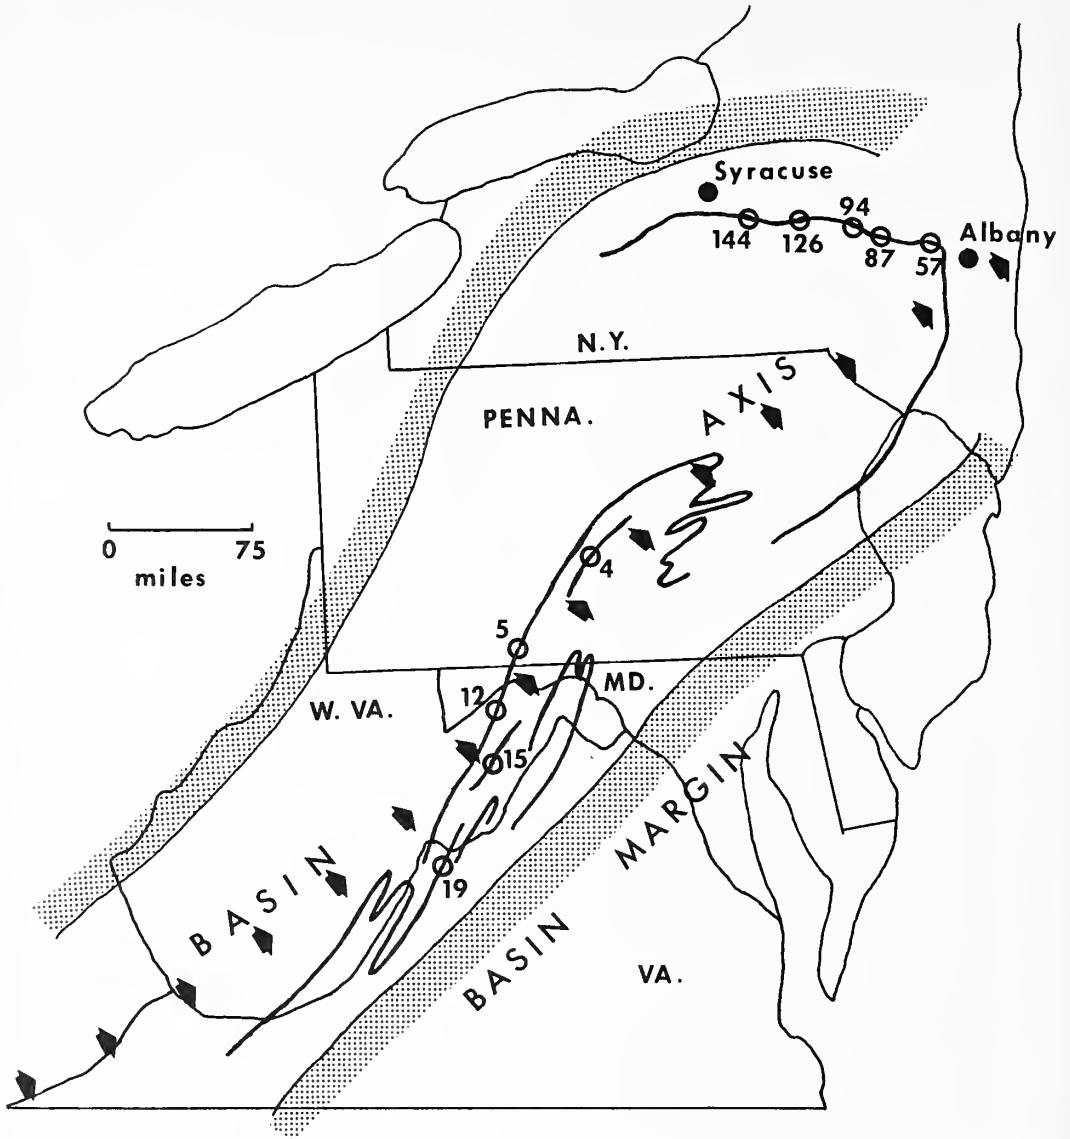 Syracuse
94
Albany
144
126
87
57
N.Y.
AXIS
PENNA.
0 75
miles
4
5
MD.
12
W. VA.
15
MARGIN
BASIN
19
BASIN
VA.